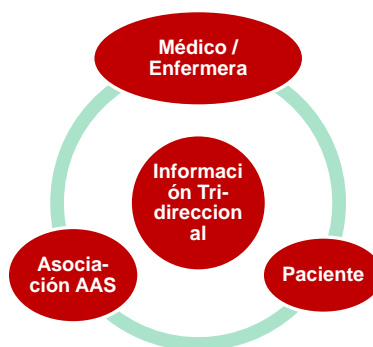 Médico /
Enfermera
Informaci
ón Tri-
direccion
al
Asocia-
ción AAS
Paciente